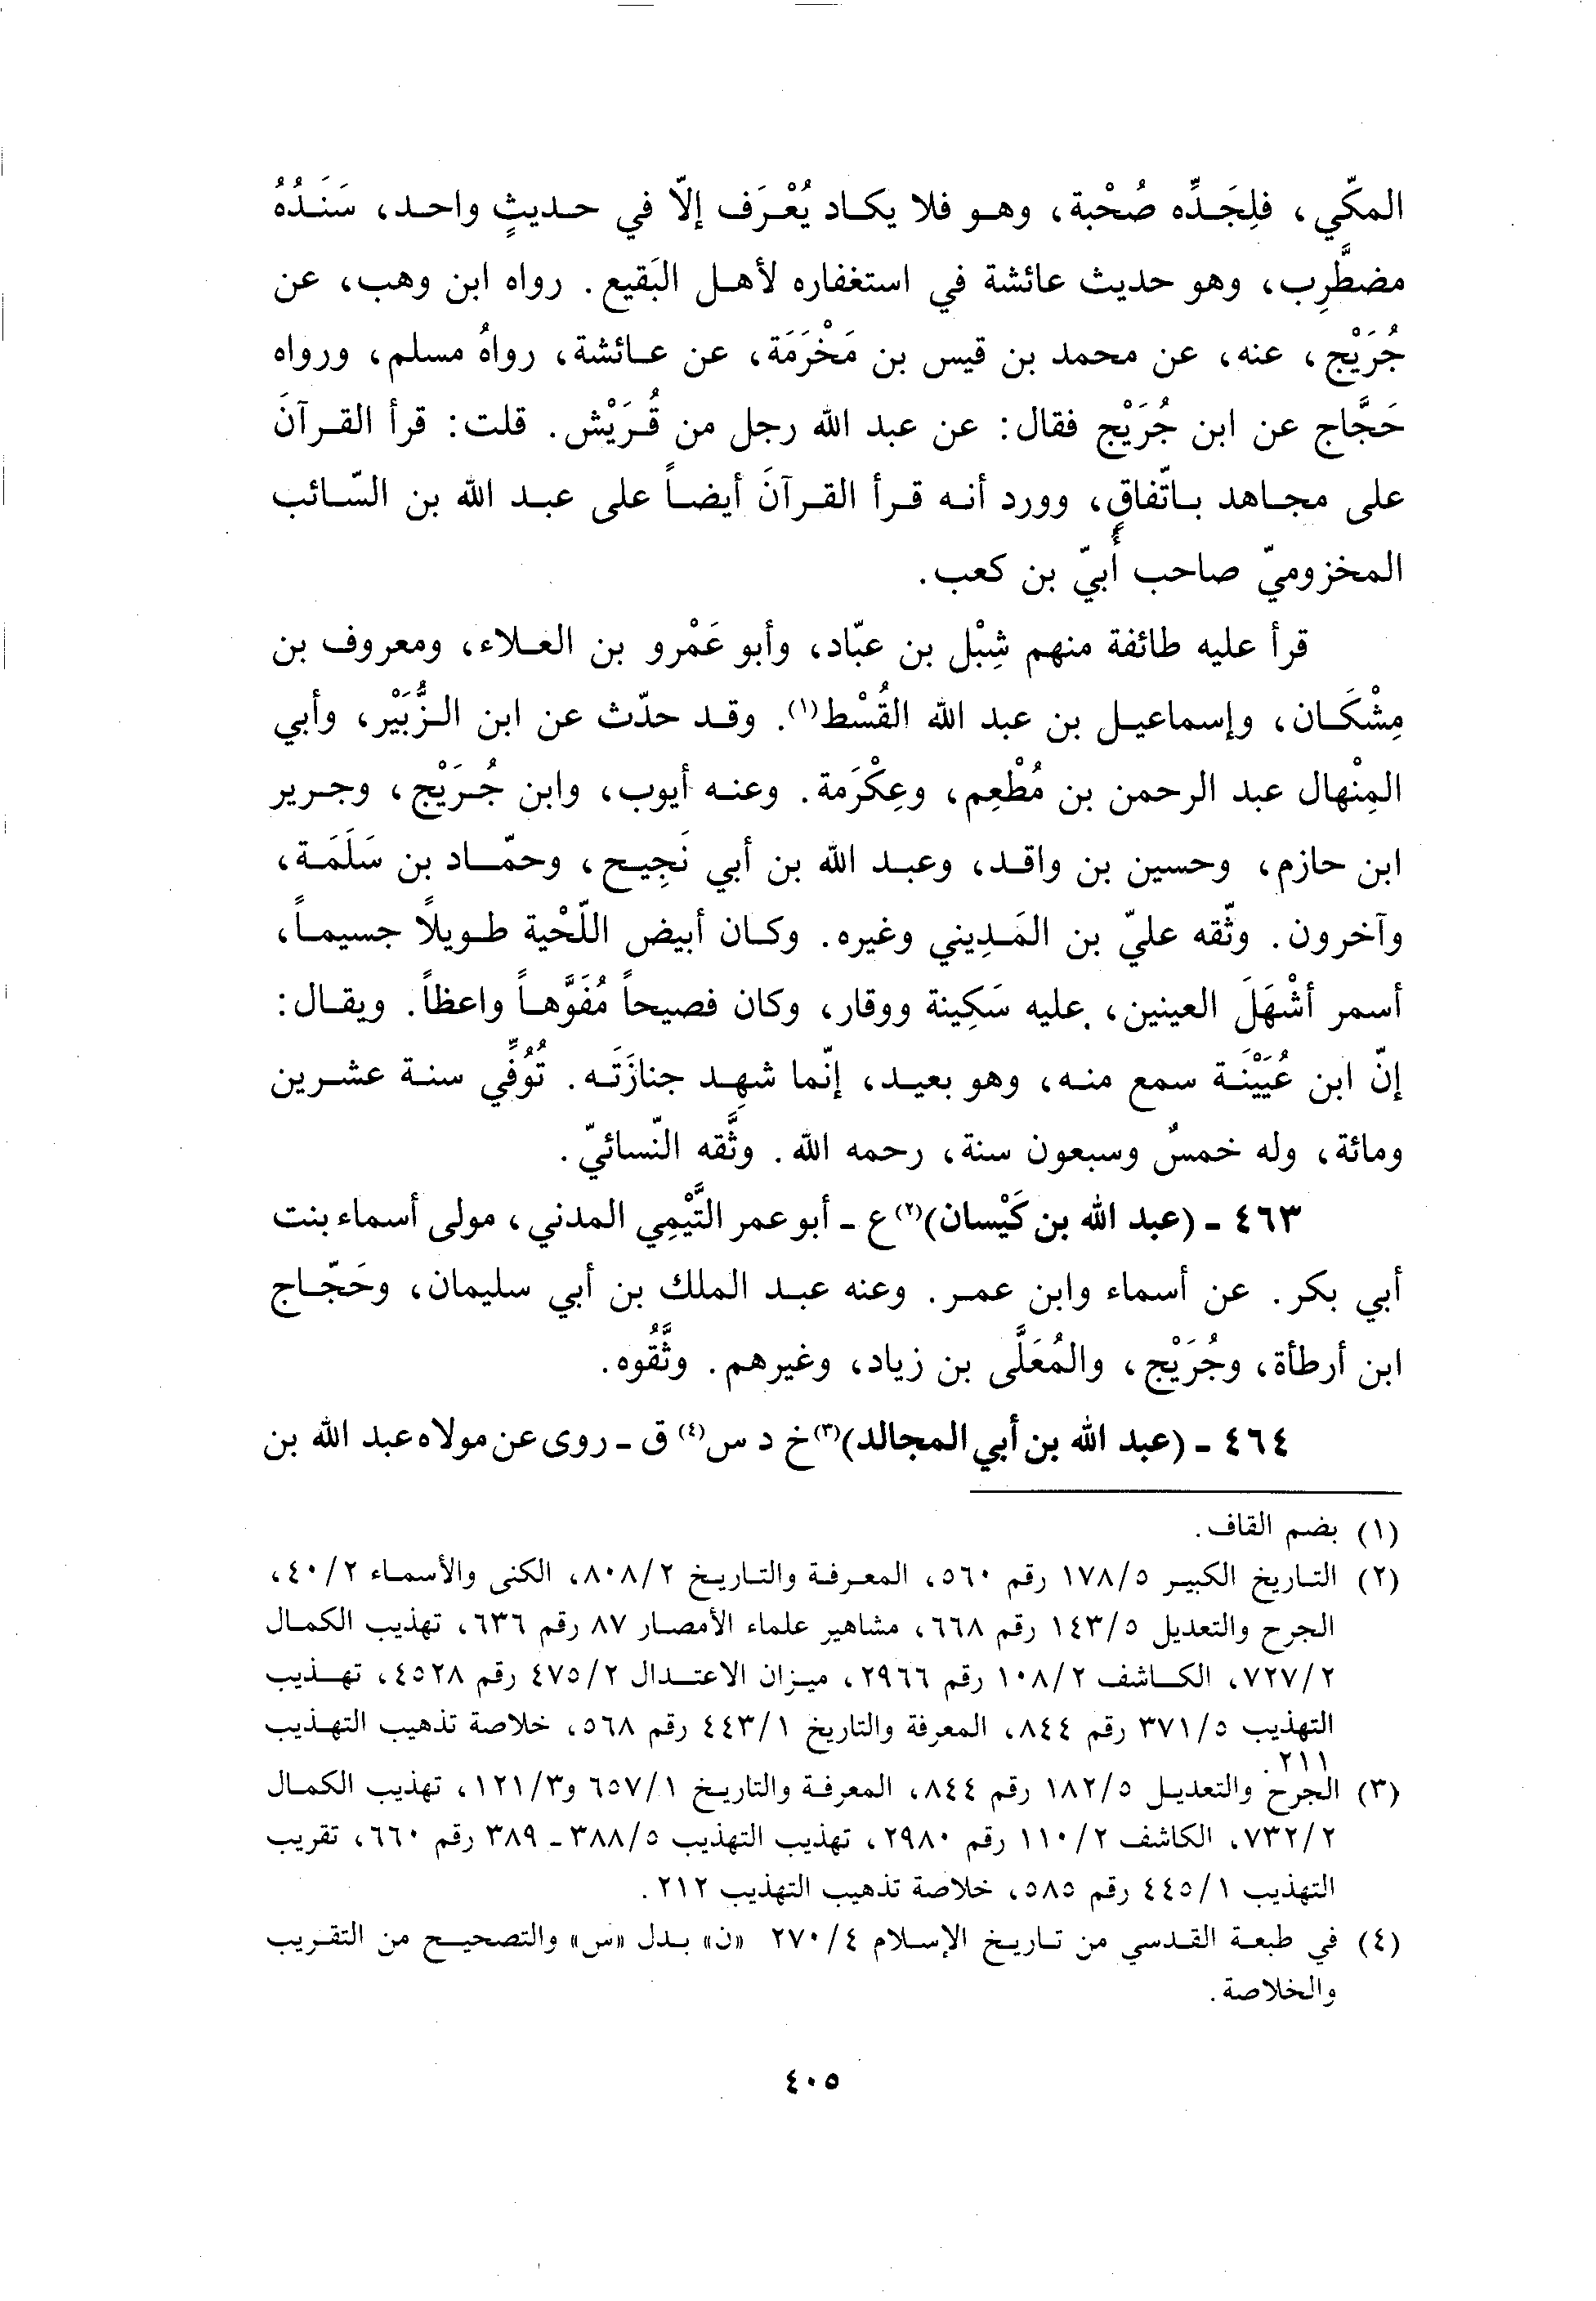 المكّي، فلِجَدِّه صُحْبة، وهو فلا يكاد يُعْرَف إلاّ في حديثٍ واحد، سَنَدُهُ
مضطَّرِب، وهو حديث عائشة في استغفاره لأهل البَقيع. رواه ابن وهب، عن
جُرَيْج، عنه، عن محمد بن قيس بن مَخْرَمَة، عن عائشة، رواهُ مسلم، ورواه
حَجَّاج عن ابن جُرَيْج فقال: عن عبد الله رجل من قُرَيْش. قلت: قرأ القرآنَ
على مجاهد باتّفاقٍ، وورد أنه قرأ القرآنَ أيضاً على عبد الله بن السّائب
المخزوميّ صاحب أُبيّ بن كعب.
قرأ عليه طائفة منهم شِبْل بن عبّاد، وأبو عَمْرو بن العلاء، ومعروف بن
مِشْكَان، وإسماعيل بن عبد الله القُسْط(١). وقد حدّث عن ابن الزُّبَيْر، وأبي
المِنْهال عبد الرحمن بن مُطْعِم، وعِكْرَمة. وعنه أيوب، وابن جُرَيْج، وجرير
ابن حازم، وحسين بن واقد، وعبد الله بن أبي نَجِيح، وحمّاد بن سَلَمَة،
وآخرون. وثّقه عليّ بن المَدِيني وغيره. وكان أبيض اللّحْية طويلاً جسيماً،
أسمر أشْهَلَ العينين، عليه سَكِينة ووقار، وكان فصيحاً مُفَوَّهاً واعظاً. ويقال:
إنّ ابن عُيَيْنَة سمع منه، وهو بعيد، إنّما شهِد جنازَتَه. تُوُفِّي سنة عشرين
ومائة، وله خمسٌ وسبعون سنة، رحمه الله. وثَّقه النّسائيّ.
٤٦٣ - (عبد الله بن كَيْسان)(٢) ع - أبو عمر التَّيْمِي المدني، مولى أسماء بنت
أبي بكر. عن أسماء وابن عمر. وعنه عبد الملك بن أبي سليمان، وحَجّاج
ابن أرطأة، وجُرَيْج، والمُعَلَّى بن زياد، وغيرهم. وثَّقُوه.
٤٦٤ - (عبد الله بن أبي المجالد)(٣) خ د س(٤) ق - روى عن مولاه عبد الله بن
(١) بضم القاف.
(٢) التاريخ الكبير ١٧٨/٥ رقم ٥٦٠، المعرفة والتاريخ ٨٠٨/٢، الكنى والأسماء ٤٠/٢،
الجرح والتعديل ١٤٣/٥ رقم ٦٦٨، مشاهير علماء الأمصار ٨٧ رقم ٦٣٦، تهذيب الكمال
٧٢٧/٢، الكاشف ١٠٨/٢ رقم ٢٩٦٦، ميزان الاعتدال ٤٧٥/٢ رقم ٤٥٢٨، تهذيب
التهذيب ٣٧١/٥ رقم ٨٤٤، المعرفة والتاريخ ٤٤٣/١ رقم ٥٦٨، خلاصة تذهيب التهذيب
٢١١.
(٣) الجرح والتعديل ١٨٢/٥ رقم ٨٤٤، المعرفة والتاريخ ٦٥٧/١ و١٢١/٣، تهذيب الكمال
٧٣٢/٢، الكاشف ١١٠/٢ رقم ٢٩٨٠، تهذيب التهذيب ٣٨٨/٥ - ٣٨٩ رقم ٦٦٠، تقريب
التهذيب ٤٤٥/١ رقم ٥٨٥، خلاصة تذهيب التهذيب ٢١٢.
(٤) في طبعة القدسي من تاريخ الإسلام ٢٧٠/٤ «ن» بدل «س» والتصحيح من التقريب
والخلاصة.
٤٠٥